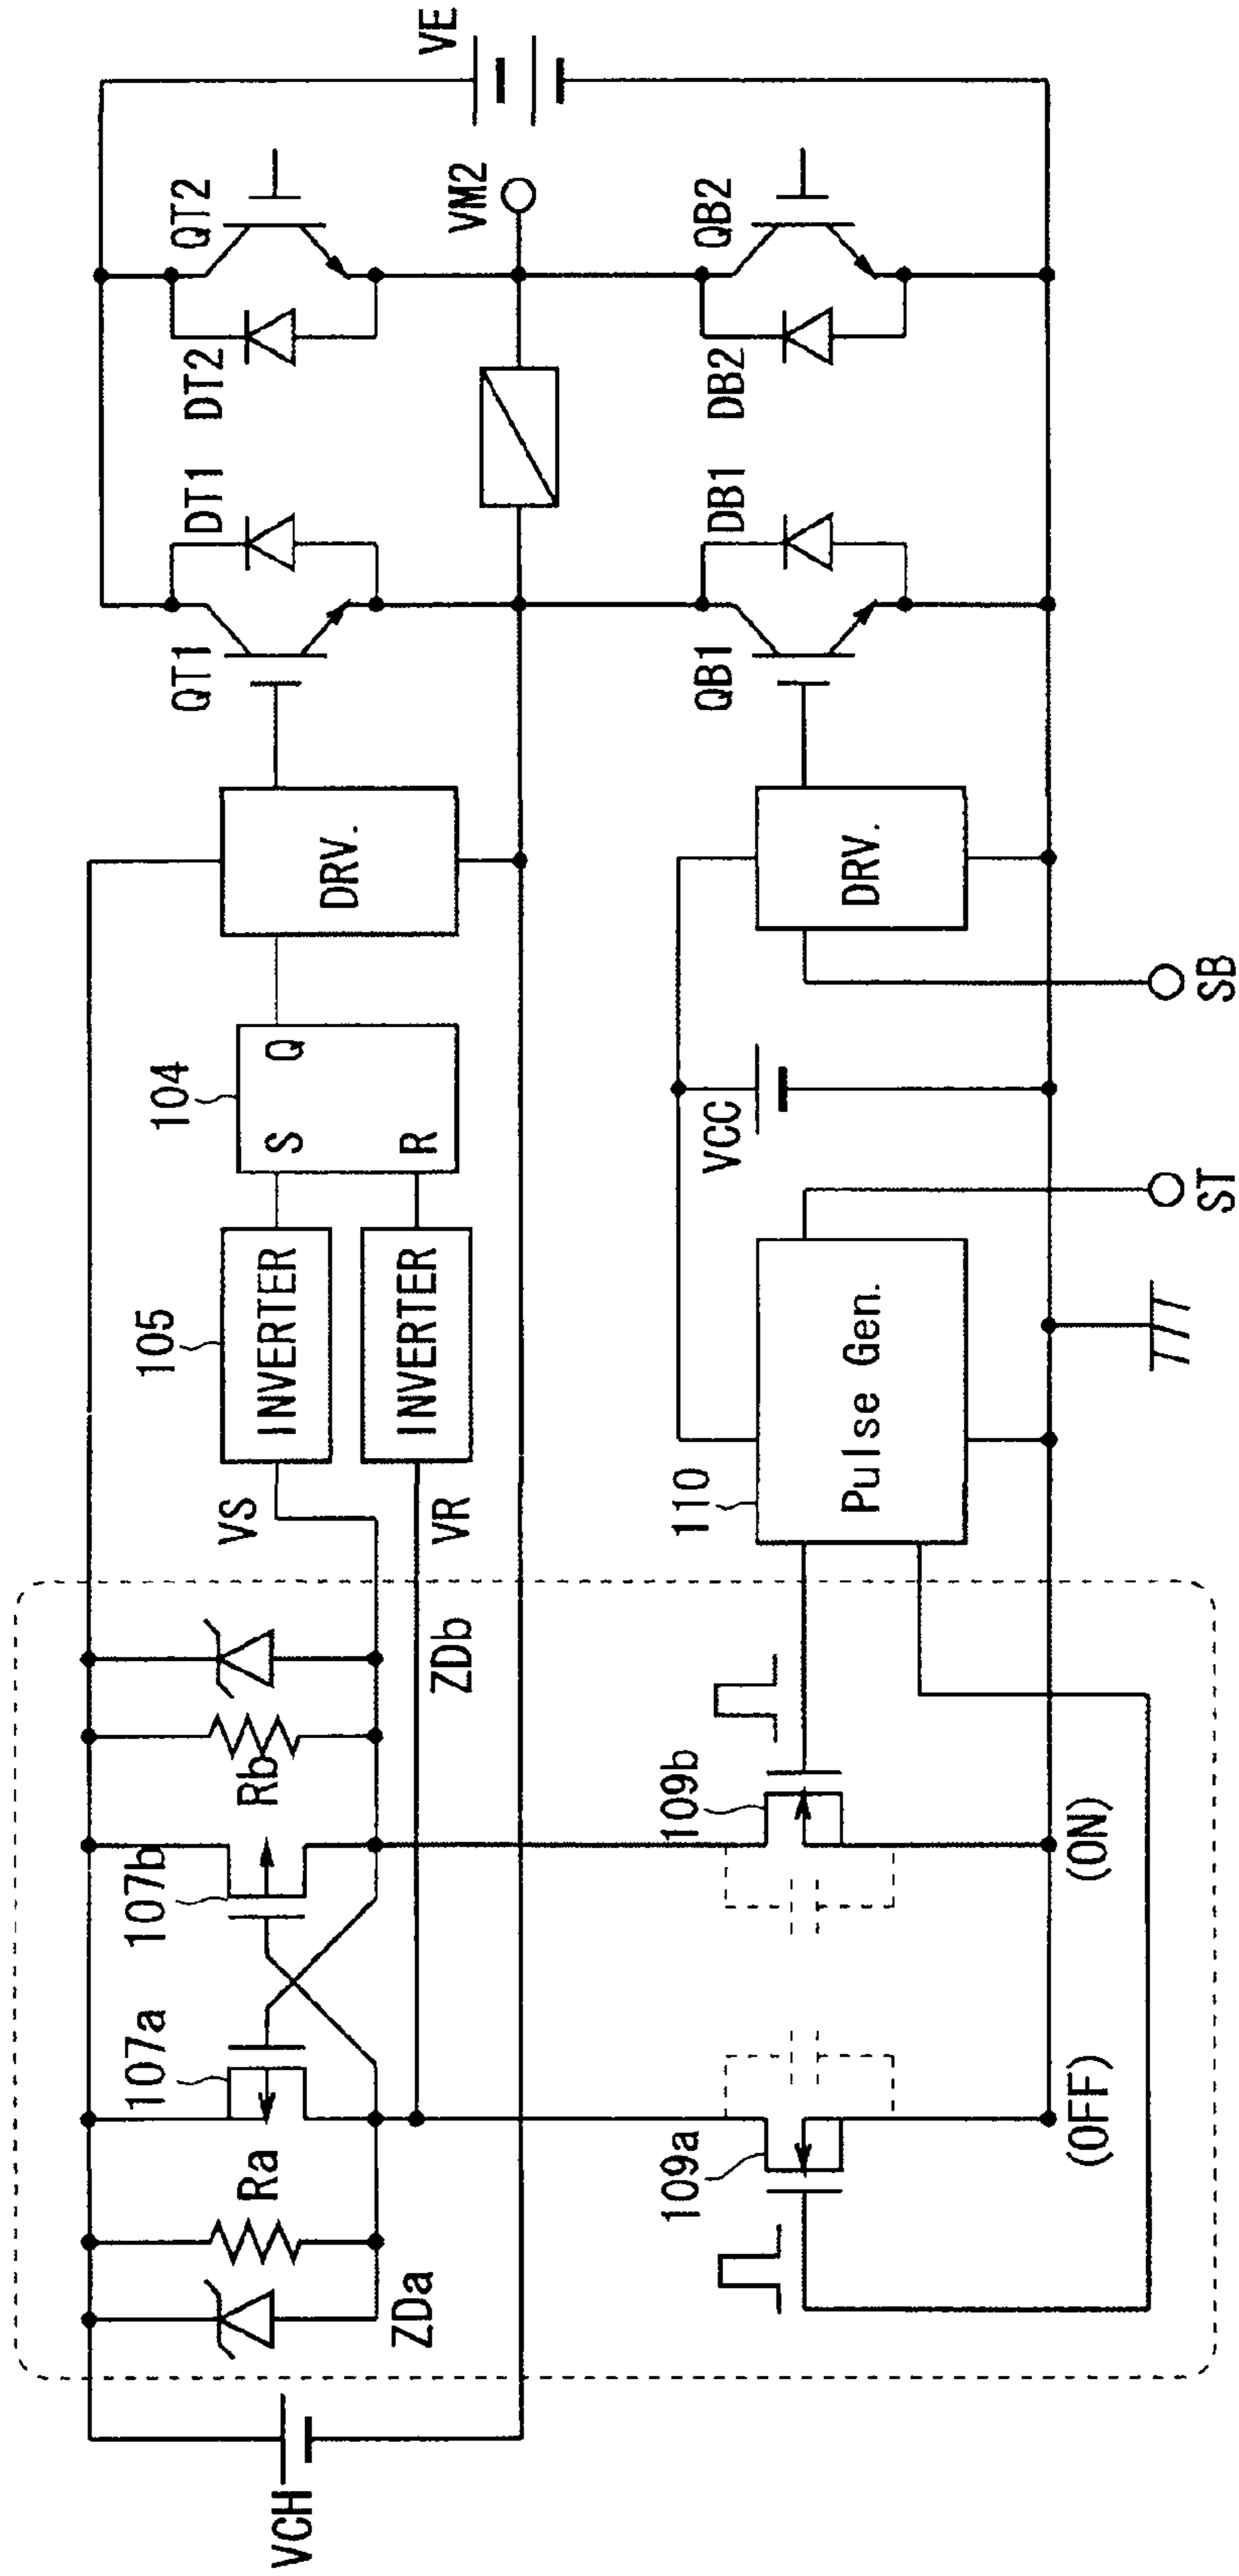 VCH
ZDa
Ra
107a
107b
Rb
ZDb
VS
VR
105
INVERTER
INVERTER
104
S
Q
R
DRV.
QT1
DT1
DT2
QT2
VM2
VE
109a
(OFF)
109b
(ON)
110
Pulse Gen.
ST
VCC
SB
DRV.
QB1
DB1
DB2
QB2